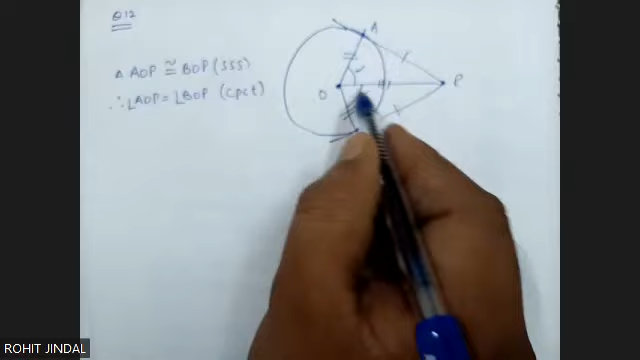 Q12
△ AOP ≅ BOP (SSS)
∴ ∠AOP = ∠BOP (cpct)
A
O
P
ROHIT JINDAL